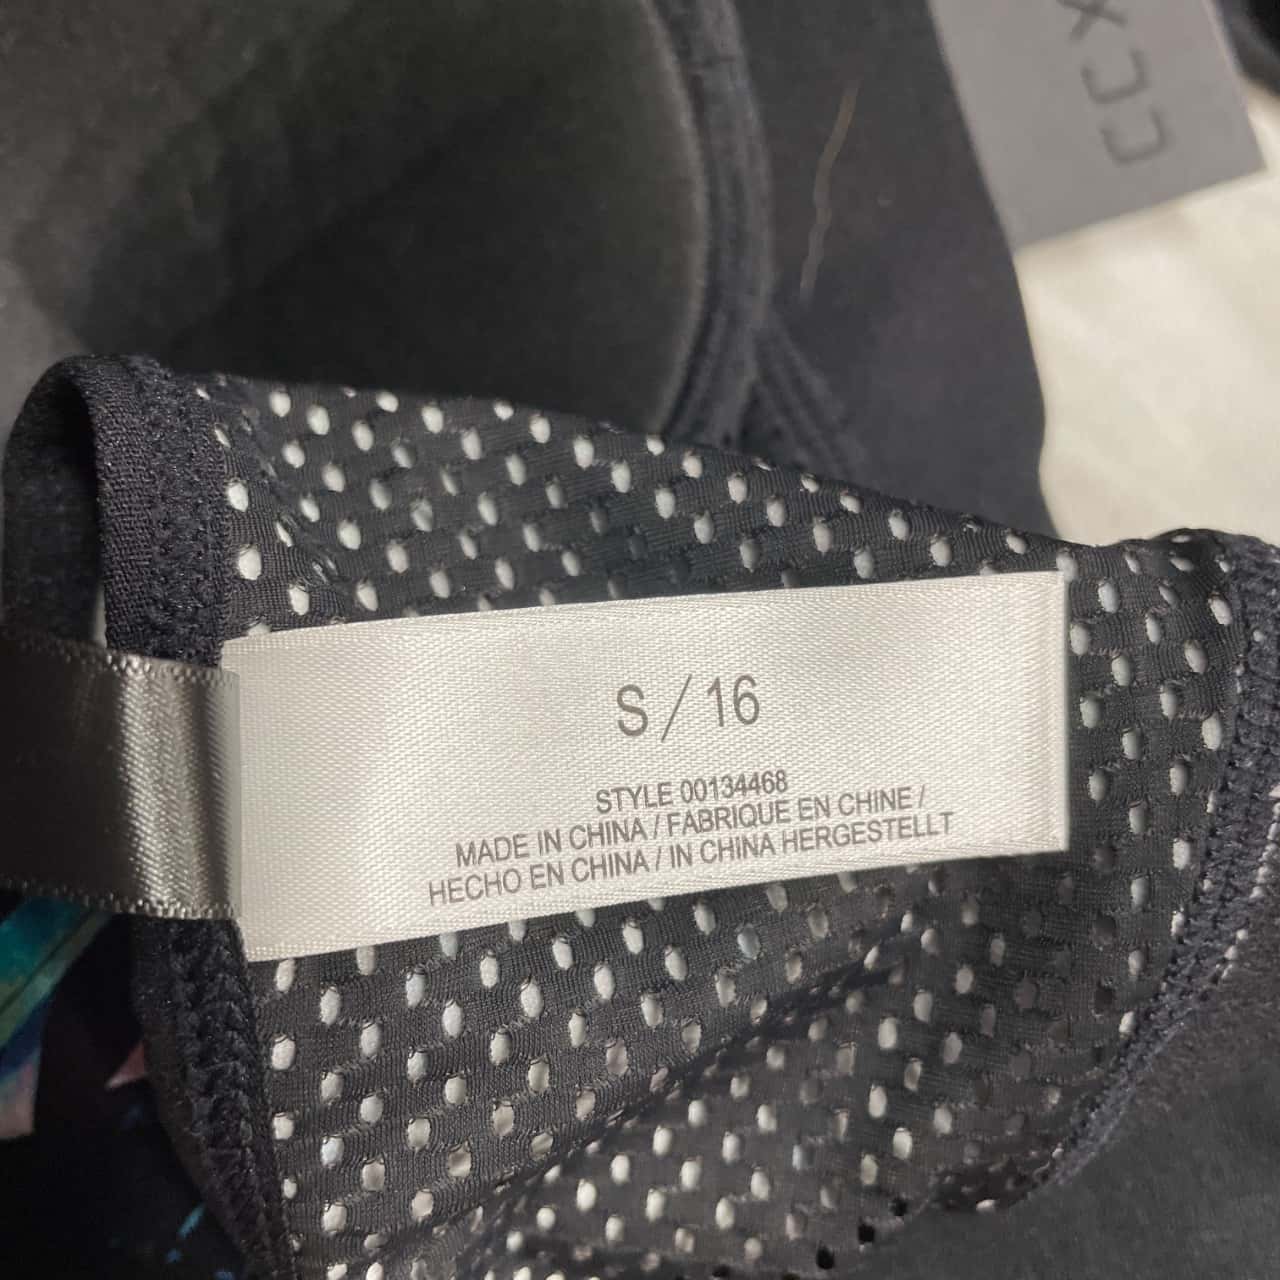 S / 16
STYLE 00134468
MADE IN CHINA / FABRIQUE EN CHINE /
HECHO EN CHINA / IN CHINA HERGESTELLT